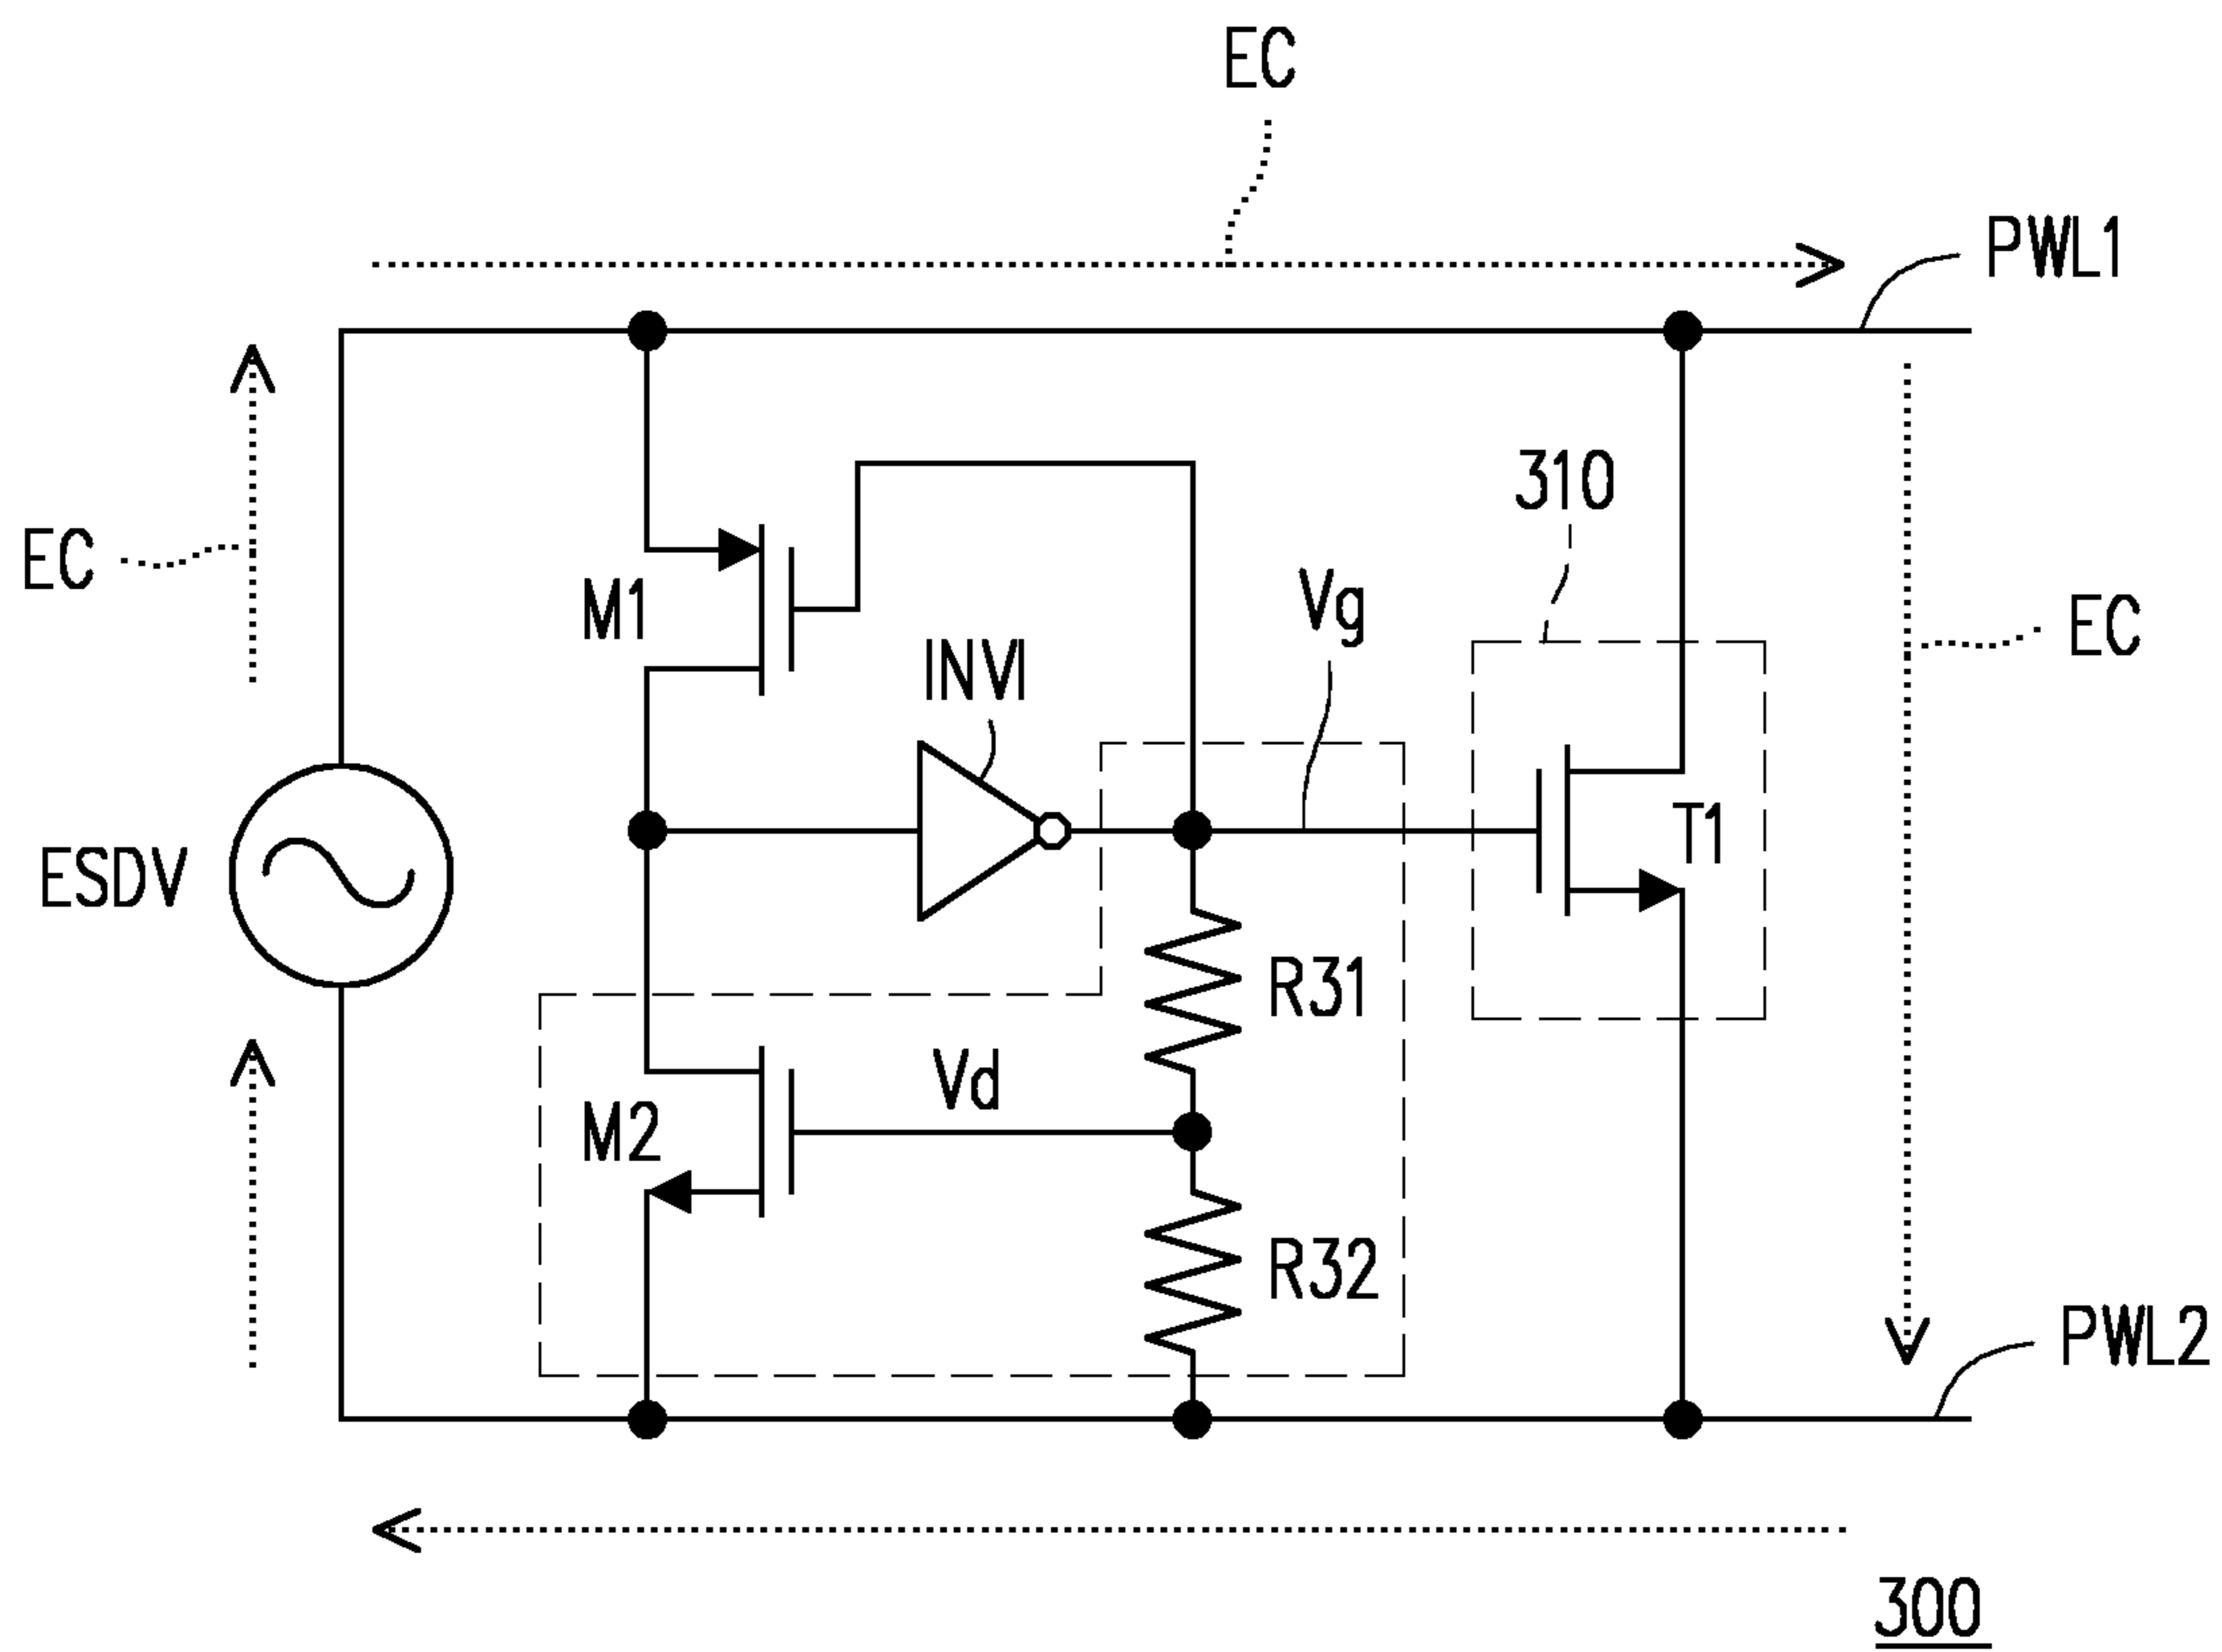 EC
PWL1
310
EC
M1
Vg
EC
INVI
T1
ESDV
R31
Vd
M2
R32
PWL2
300